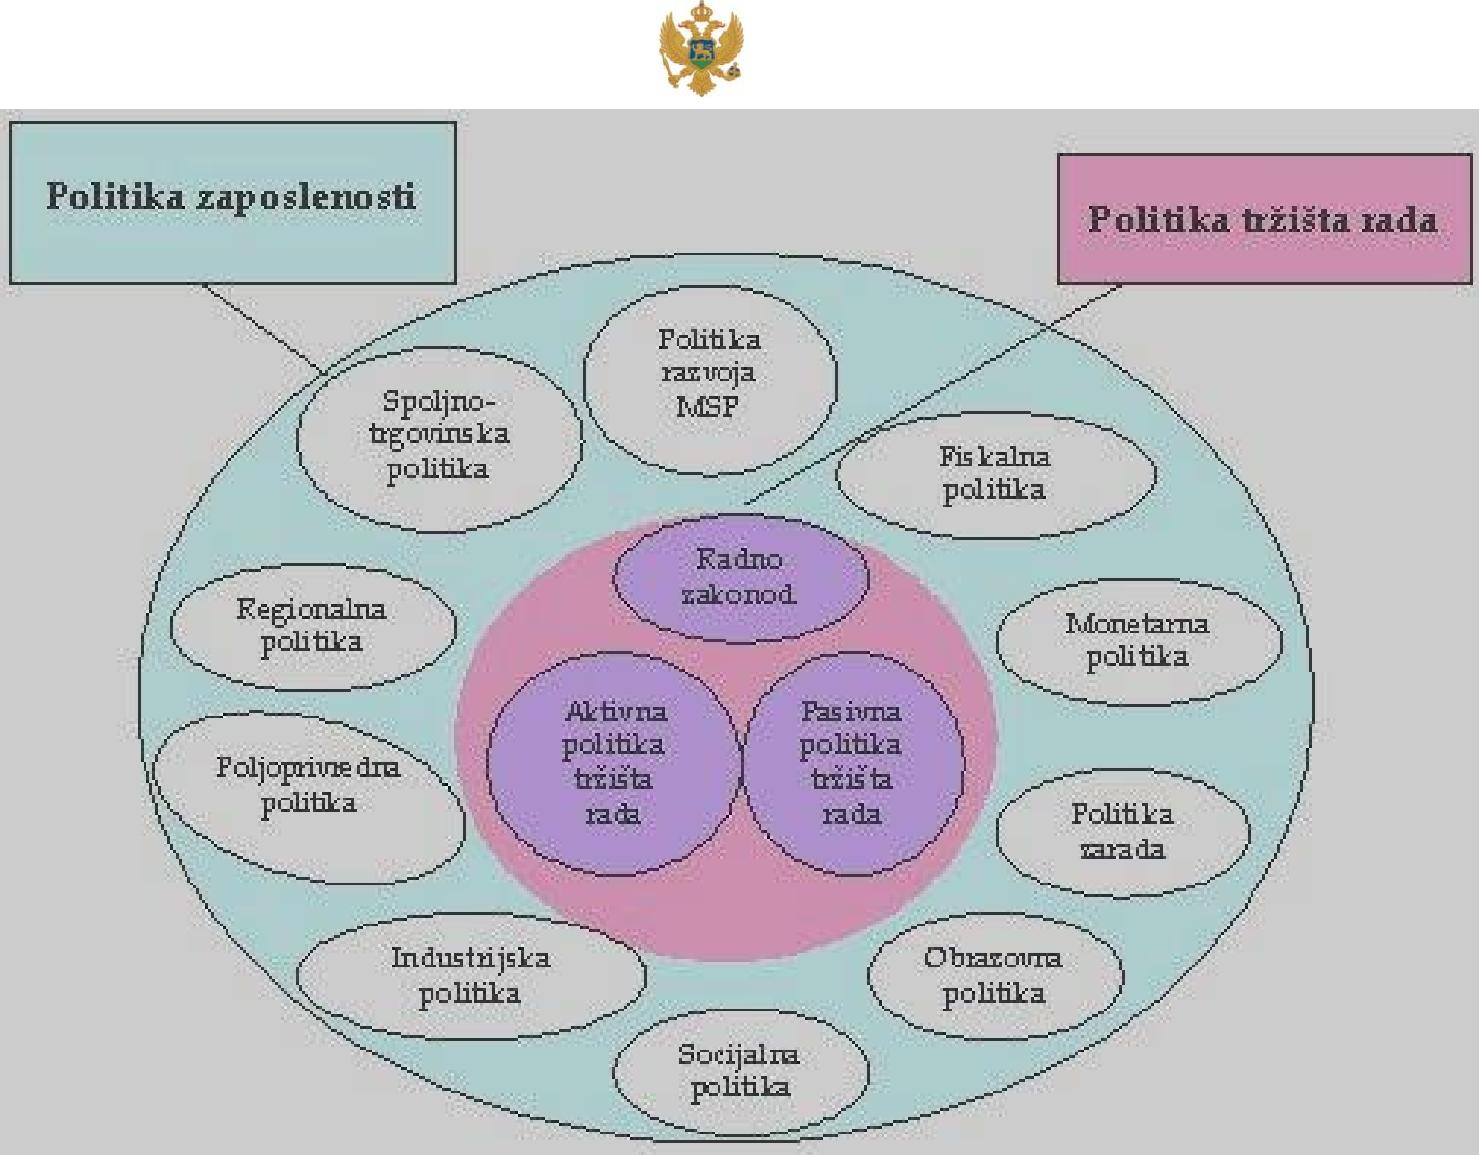 Politika zaposlenosti
Politika tržišta rada
Politika
razvoja
MSP
Spoljno-
trgovinska
politika
Fiskalna
politika
Radno
zakonod.
Regionalna
politika
Monetarna
politika
Aktivna
politika
tržišta
rada
Pasivna
politika
tržišta
rada
Poljoprivredna
politika
Politika
zarada
Industrijska
politika
Obrazovna
politika
Socijalna
politika